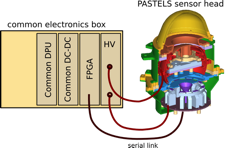 PASTELS sensor head
common electronics box
Common DPU
Common DC-DC
FPGA
HV
serial link